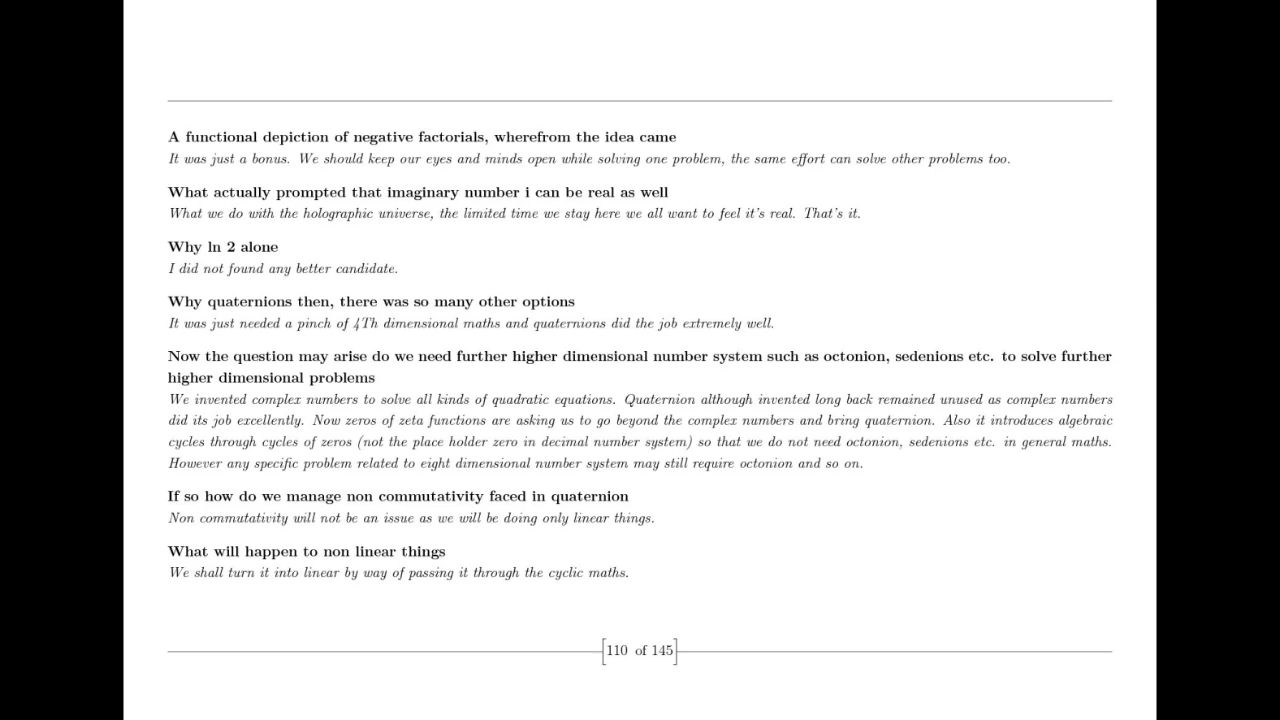 A functional depiction of negative factorials, wherefrom the idea came
It was just a bonus. We should keep our eyes and minds open while solving one problem, the same effort can solve other problems too.
What actually prompted that imaginary number i can be real as well
What we do with the holographic universe, the limited time we stay here we all want to feel it's real. That's it.
Why ln 2 alone
I did not found any better candidate.
Why quaternions then, there was so many other options
It was just needed a pinch of 4Th dimensional maths and quaternions did the job extremely well.
Now the question may arise do we need further higher dimensional number system such as octonion, sedenions etc. to solve further
higher dimensional problems
We invented complex numbers to solve all kinds of quadratic equations. Quaternion although invented long back remained unused as complex numbers
did its job excellently. Now zeros of zeta functions are asking us to go beyond the complex numbers and bring quaternion. Also it introduces algebraic
cycles through cycles of zeros (not the place holder zero in decimal number system) so that we do not need octonion, sedenions etc. in general maths.
However any specific problem related to eight dimensional number system may still require octonion and so on.
If so how do we manage non commutativity faced in quaternion
Non commutativity will not be an issue as we will be doing only linear things.
What will happen to non linear things
We shall turn it into linear by way of passing it through the cyclic maths.
[110 of 145]